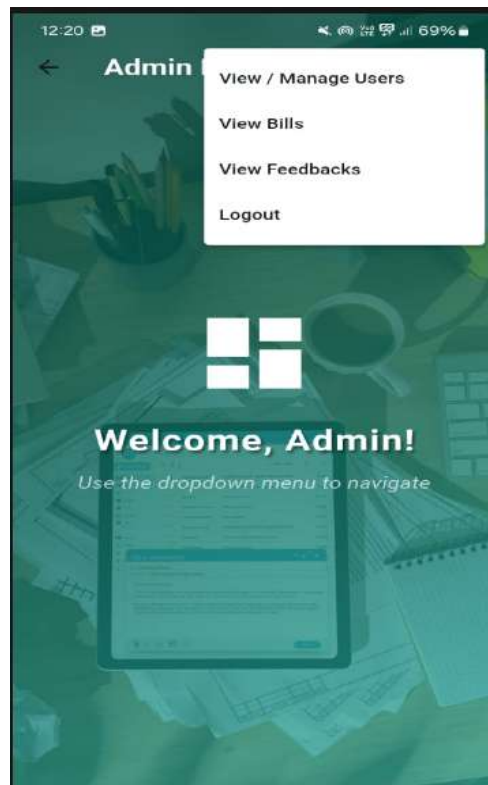 12:20 69%
Admin
View / Manage Users
View Bills
View Feedbacks
Logout
Welcome, Admin!
Use the dropdown menu to navigate